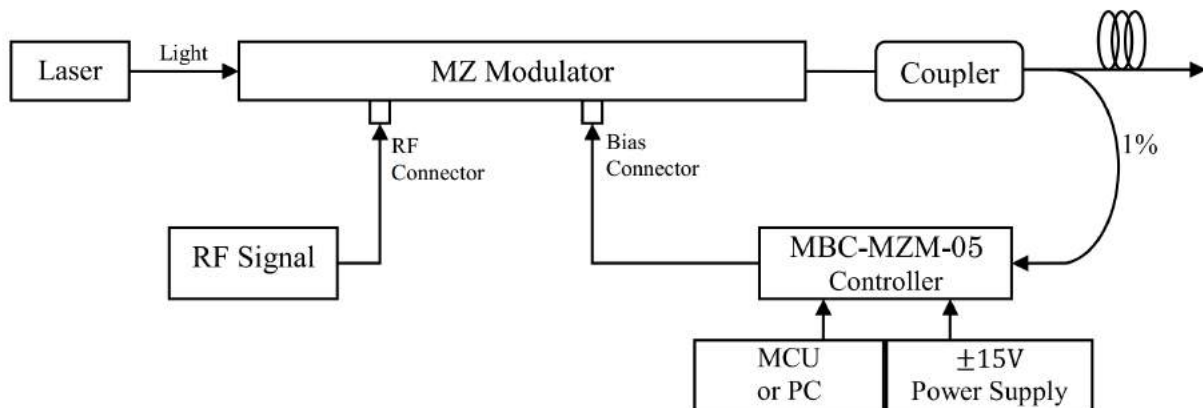 Laser
Light
MZ Modulator
Coupler
1%
RF
Connector
Bias
Connector
RF Signal
MBC-MZM-05
Controller
MCU
or PC
±15V
Power Supply